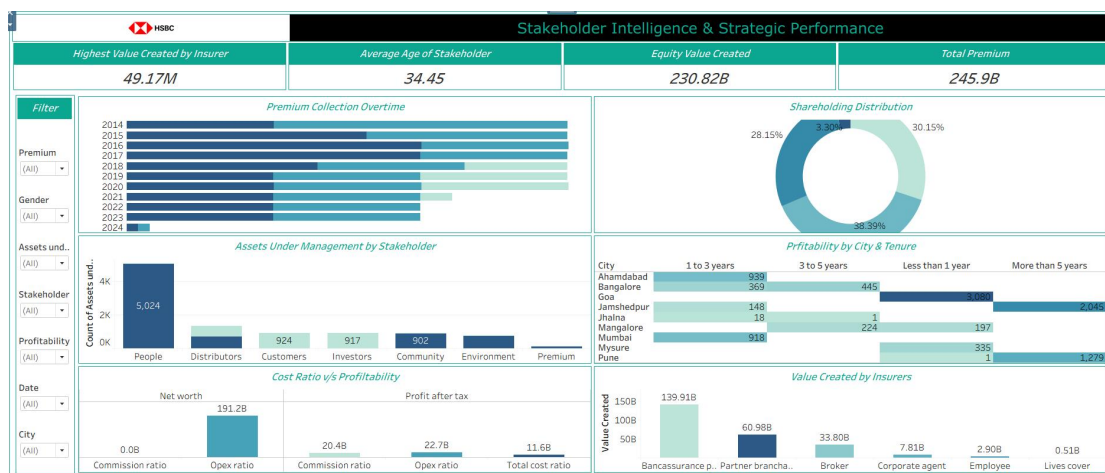 HSBC
Stakeholder Intelligence & Strategic Performance
Highest Value Created by Insurer
Average Age of Stakeholder
Equity Value Created
Total Premium
49.17M
34.45
230.82B
245.9B
Filter
Premium
(All)
Gender
(All)
Assets und..
(All)
Stakeholder
(All)
Profitability
(All)
Date
(All)
City
(All)
Premium Collection Overtime
2014
2015
2016
2017
2018
2019
2020
2021
2022
2023
2024
Shareholding Distribution
3.30%
30.15%
28.15%
38.39%
Assets Under Management by Stakeholder
Count of Assets und..
4K
2K
0K
5,024
924
917
902
People
Distributors
Customers
Investors
Community
Environment
Premium
Prfitability by City & Tenure
City 1 to 3 years 3 to 5 years Less than 1 year More than 5 years
Ahamdabad 939
Bangalore 369 445
Goa 3,080
Jamshedpur 148 2,045
Jhalna 18 1
Mangalore 224 197
Mumbai 918
Mysure 335
Pune 1 1,279
Cost Ratio v/s Profiltability
Net worth
Profit after tax
0.0B
191.2B
20.4B
22.7B
11.6B
Commission ratio
Opex ratio
Commission ratio
Opex ratio
Total cost ratio
Value Created by Insurers
Value Created
150B
100B
50B
139.91B
60.98B
33.80B
7.81B
2.90B
0.51B
Bancassurance p..
Partner brancha..
Broker
Corporate agent
Employee
Lives cover